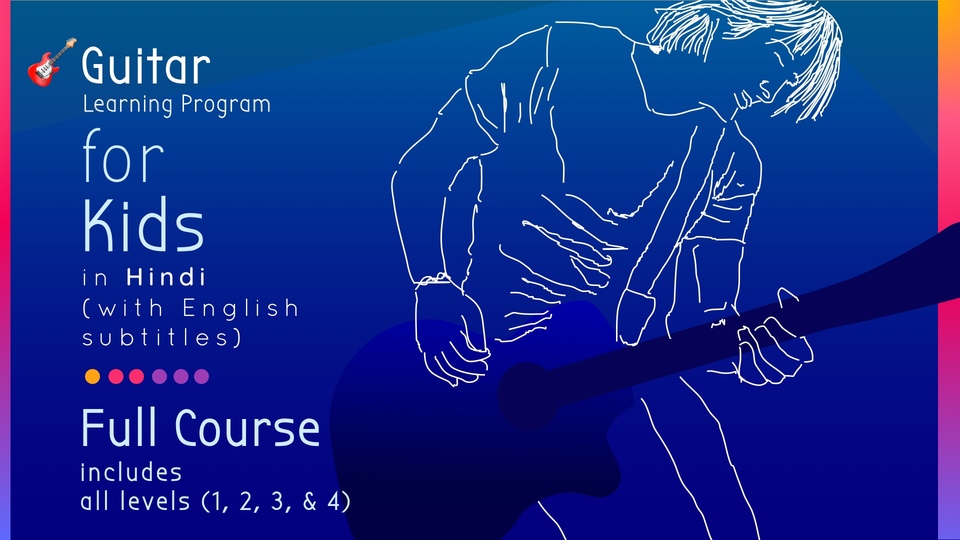 Guitar
Learning Program
for
Kids
in Hindi
(with English
subtitles)
Full Course
includes
all levels (1, 2, 3, & 4)